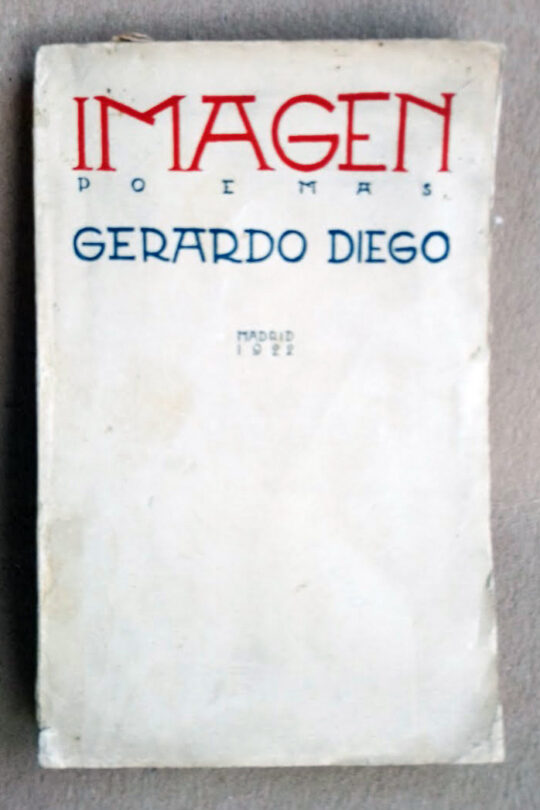 IMAGEN
POEMAS
GERARDO DIEGO
MADRID
1922